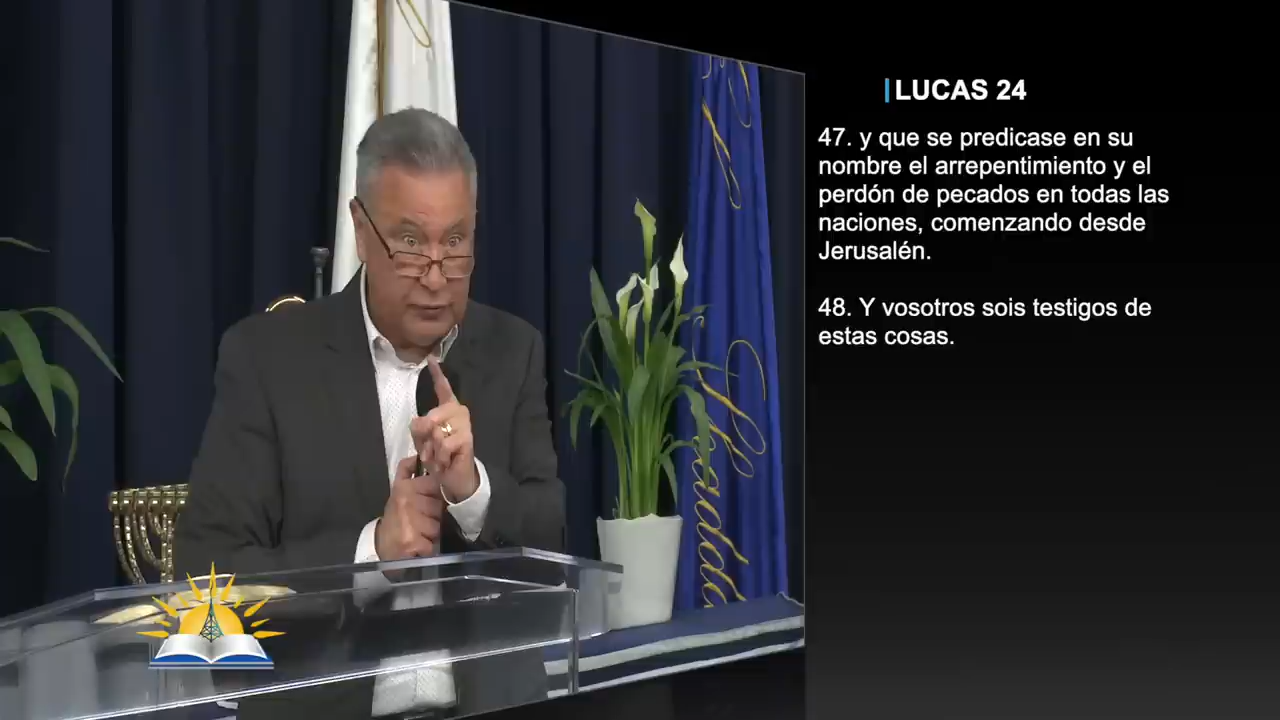 LUCAS 24
47. y que se predicase en su
nombre el arrepentimiento y el
perdón de pecados en todas las
naciones, comenzando desde
Jerusalén.
48. Y vosotros sois testigos de
estas cosas.